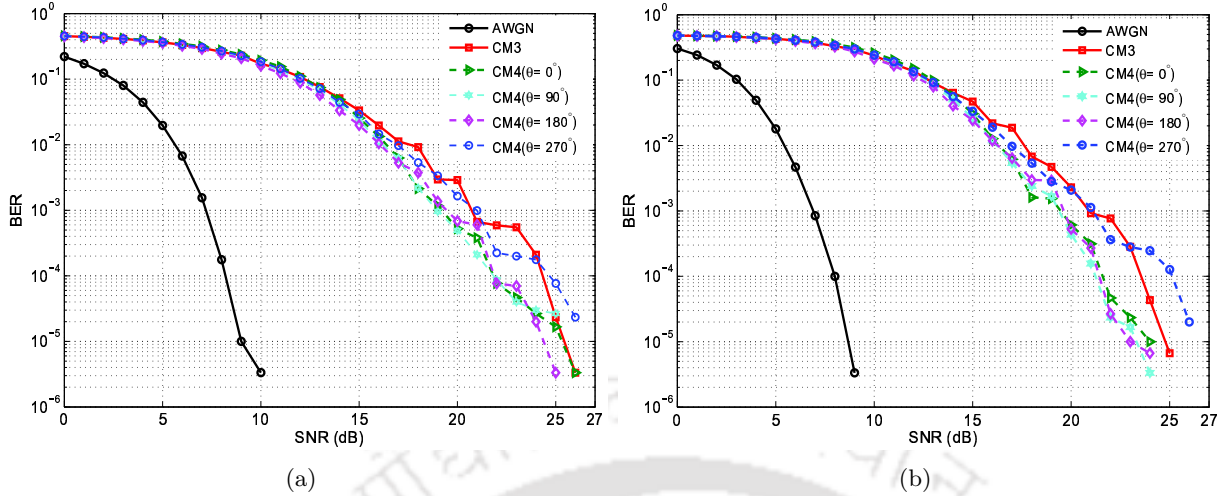 10^0
10^-1
10^-2
10^-3
10^-4
10^-5
10^-6
BER
0 5 10 15 20 25 27
SNR (dB)
AWGN
CM3
CM4(θ= 0°)
CM4(θ= 90°)
CM4(θ= 180°)
CM4(θ= 270°)
(a)
10^0
10^-1
10^-2
10^-3
10^-4
10^-5
10^-6
BER
0 5 10 15 20 25 27
SNR (dB)
AWGN
CM3
CM4(θ= 0°)
CM4(θ= 90°)
CM4(θ= 180°)
CM4(θ= 270°)
(b)